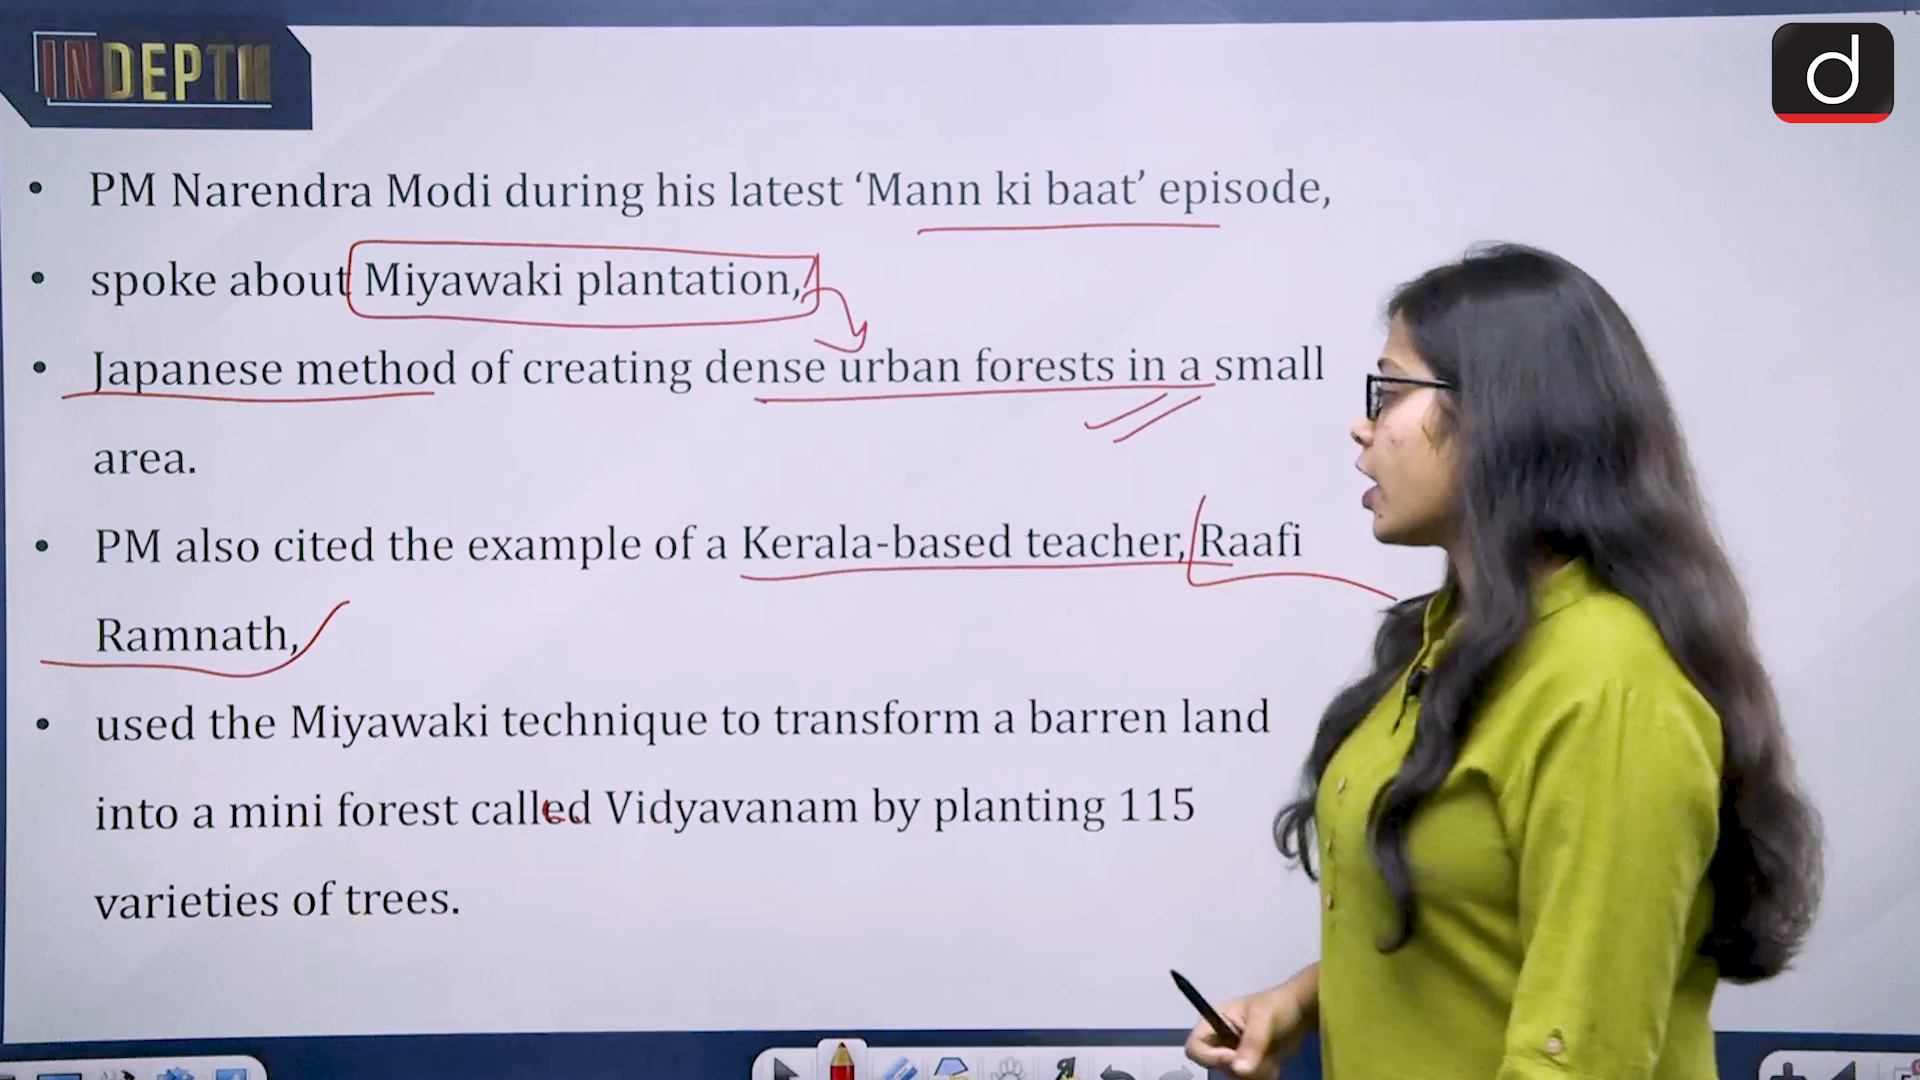 INDEPTH
d
• PM Narendra Modi during his latest ‘Mann ki baat’ episode,
• spoke about Miyawaki plantation,
• Japanese method of creating dense urban forests in a small
area.
• PM also cited the example of a Kerala-based teacher, Raafi
Ramnath,
• used the Miyawaki technique to transform a barren land
into a mini forest called Vidyavanam by planting 115
varieties of trees.